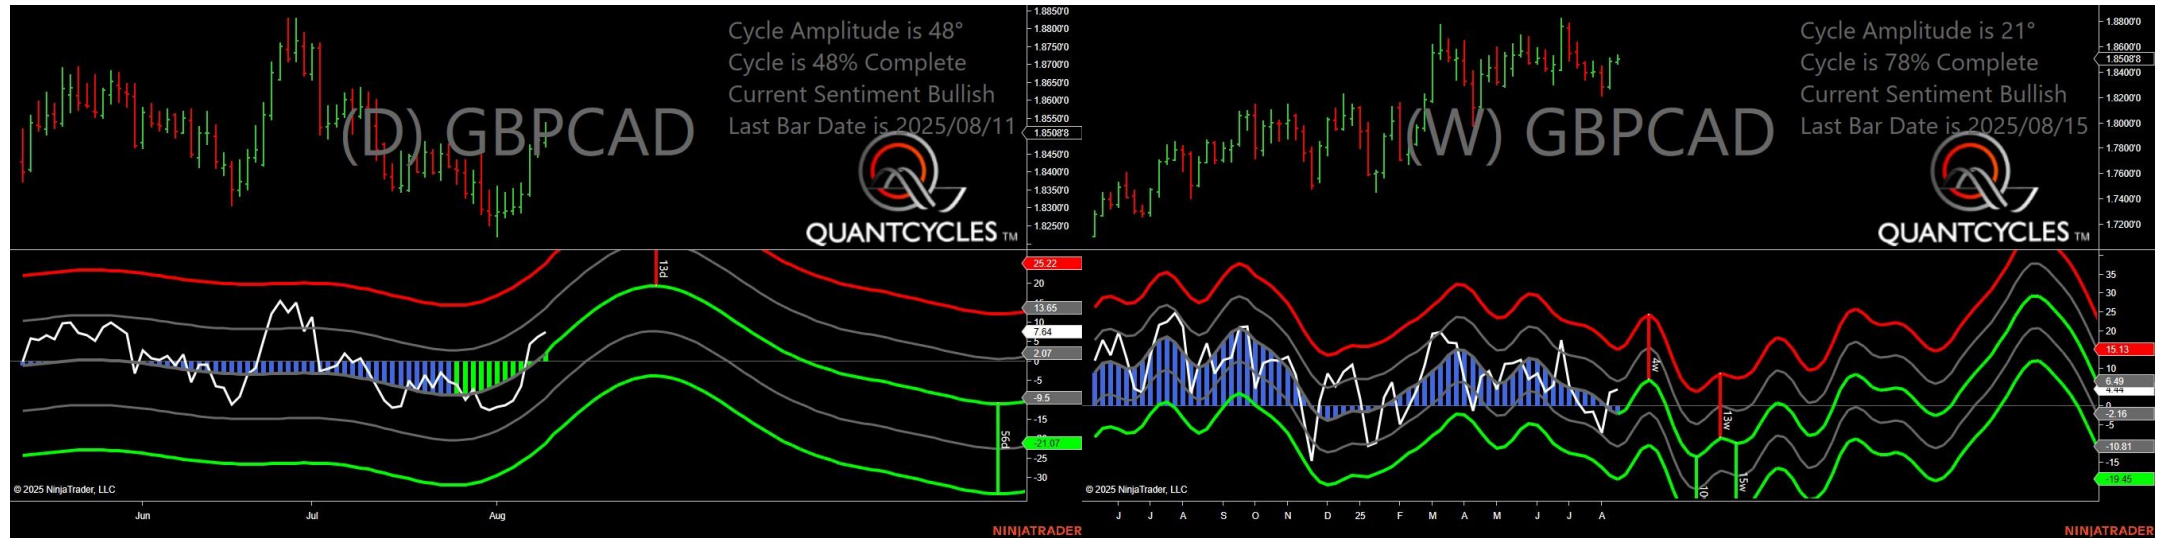 (D) GBPCAD
Cycle Amplitude is 48°
Cycle is 48% Complete
Current Sentiment Bullish
Last Bar Date is 2025/08/11
QUANTCYCLES TM
1.8850'0
1.8800'0
1.8750'0
1.8700'0
1.8650'0
1.8600'0
1.8550'0
1.8508'8
1.8450'0
1.8400'0
1.8350'0
1.8300'0
1.8250'0
13d
56d
25.22
20
13.65
10
7.64
2.07
0
-5
-9.5
-15
-21.07
-25
-30
© 2025 NinjaTrader, LLC
Jun
Jul
Aug
NINJATRADER
(W) GBPCAD
Cycle Amplitude is 21°
Cycle is 78% Complete
Current Sentiment Bullish
Last Bar Date is 2025/08/15
QUANTCYCLES TM
1.8800'0
1.8600'0
1.8508'8
1.8400'0
1.8200'0
1.8000'0
1.7800'0
1.7600'0
1.7400'0
1.7200'0
4w
13w
10
15w
35
30
25
20
15.13
10
6.49
4.44
0
-2.16
-5
-10.81
-15
-19.45
© 2025 NinjaTrader, LLC
J J A S O N D 25 F M A M J J A
NINJATRADER